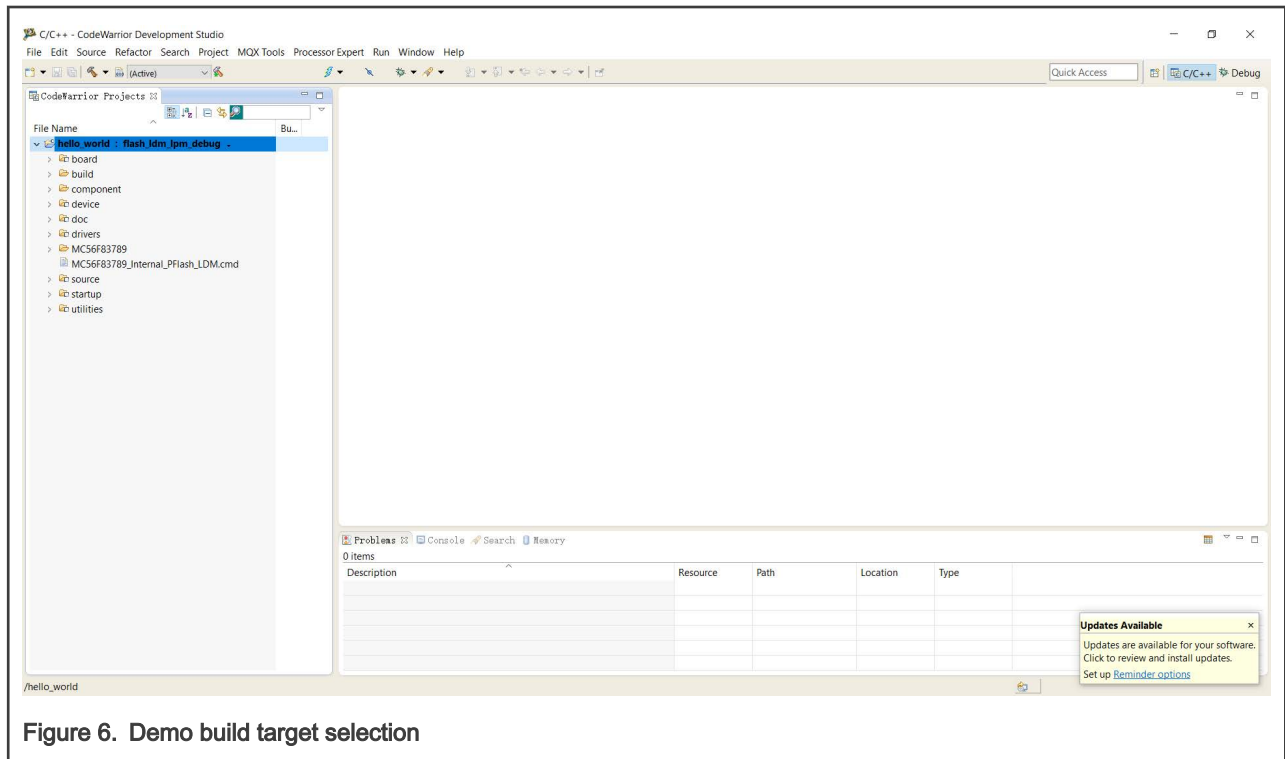 C/C++ - CodeWarrior Development Studio
File Edit Source Refactor Search Project MQX Tools Processor Expert Run Window Help
(Active)
Quick Access
C/C++
Debug
CodeWarrior Projects
File Name
Bu...
hello_world : flash_ldm_lpm_debug
board
build
component
device
doc
drivers
MC56F83789
MC56F83789_Internal_PFlash_LDM.cmd
source
startup
utilities
Problems Console Search Memory
0 items
Description Resource Path Location Type
Updates Available
Updates are available for your software.
Click to review and install updates.
Set up Reminder options
/hello_world
Figure 6. Demo build target selection